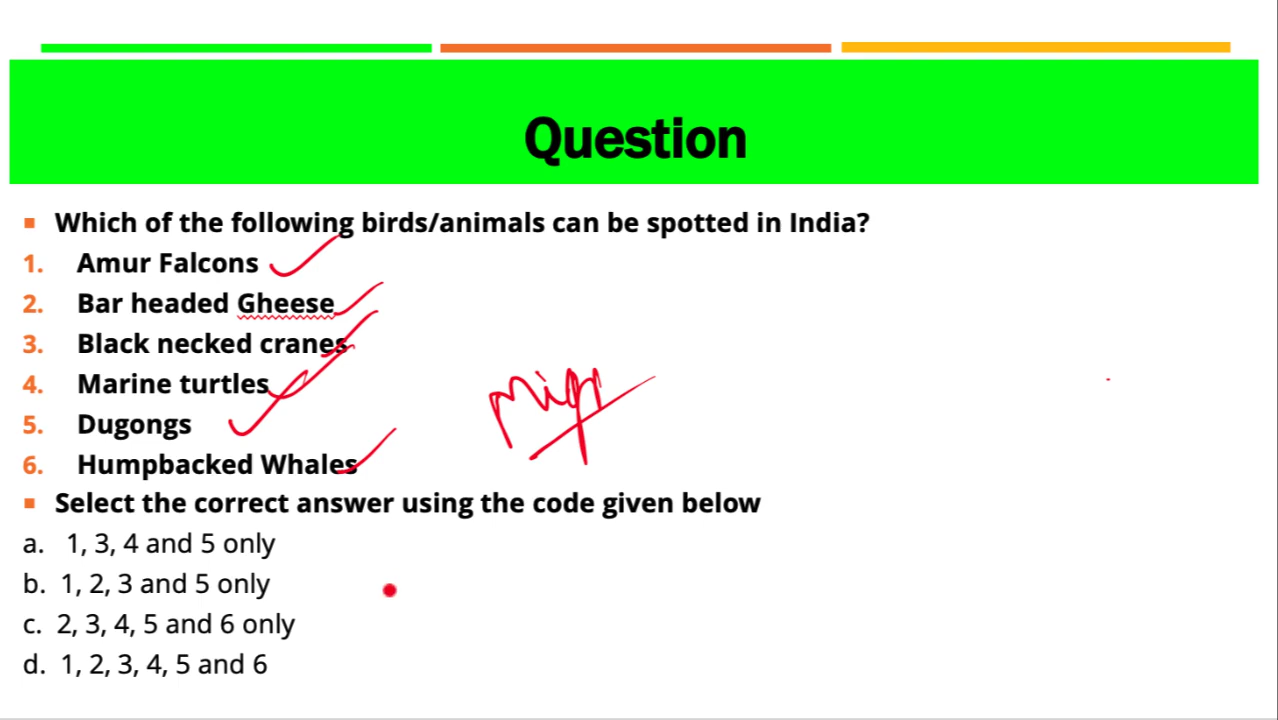 Question
Which of the following birds/animals can be spotted in India?
1. Amur Falcons
2. Bar headed Gheese
3. Black necked cranes
4. Marine turtles
5. Dugongs
6. Humpbacked Whales
Select the correct answer using the code given below
a. 1, 3, 4 and 5 only
b. 1, 2, 3 and 5 only
c. 2, 3, 4, 5 and 6 only
d. 1, 2, 3, 4, 5 and 6